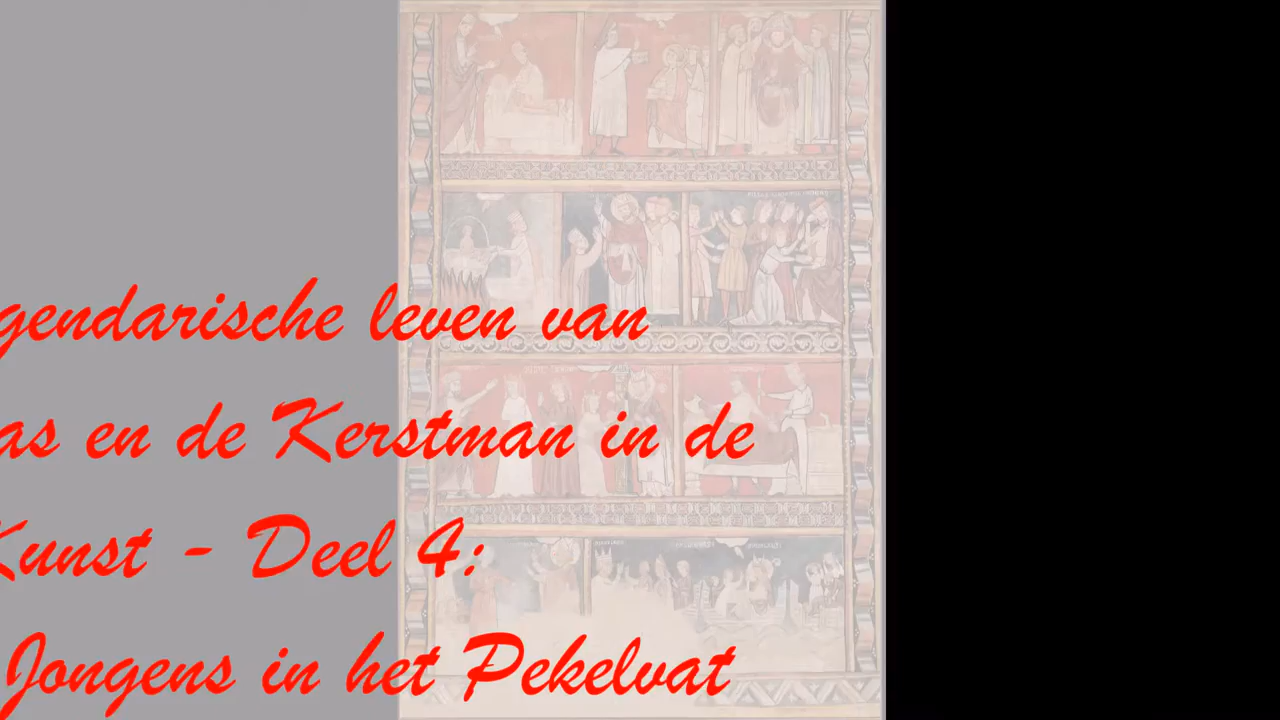 gendarische leven van
as en de Kerstman in de
Kunst - Deel 4:
Jongens in het Pekelvat